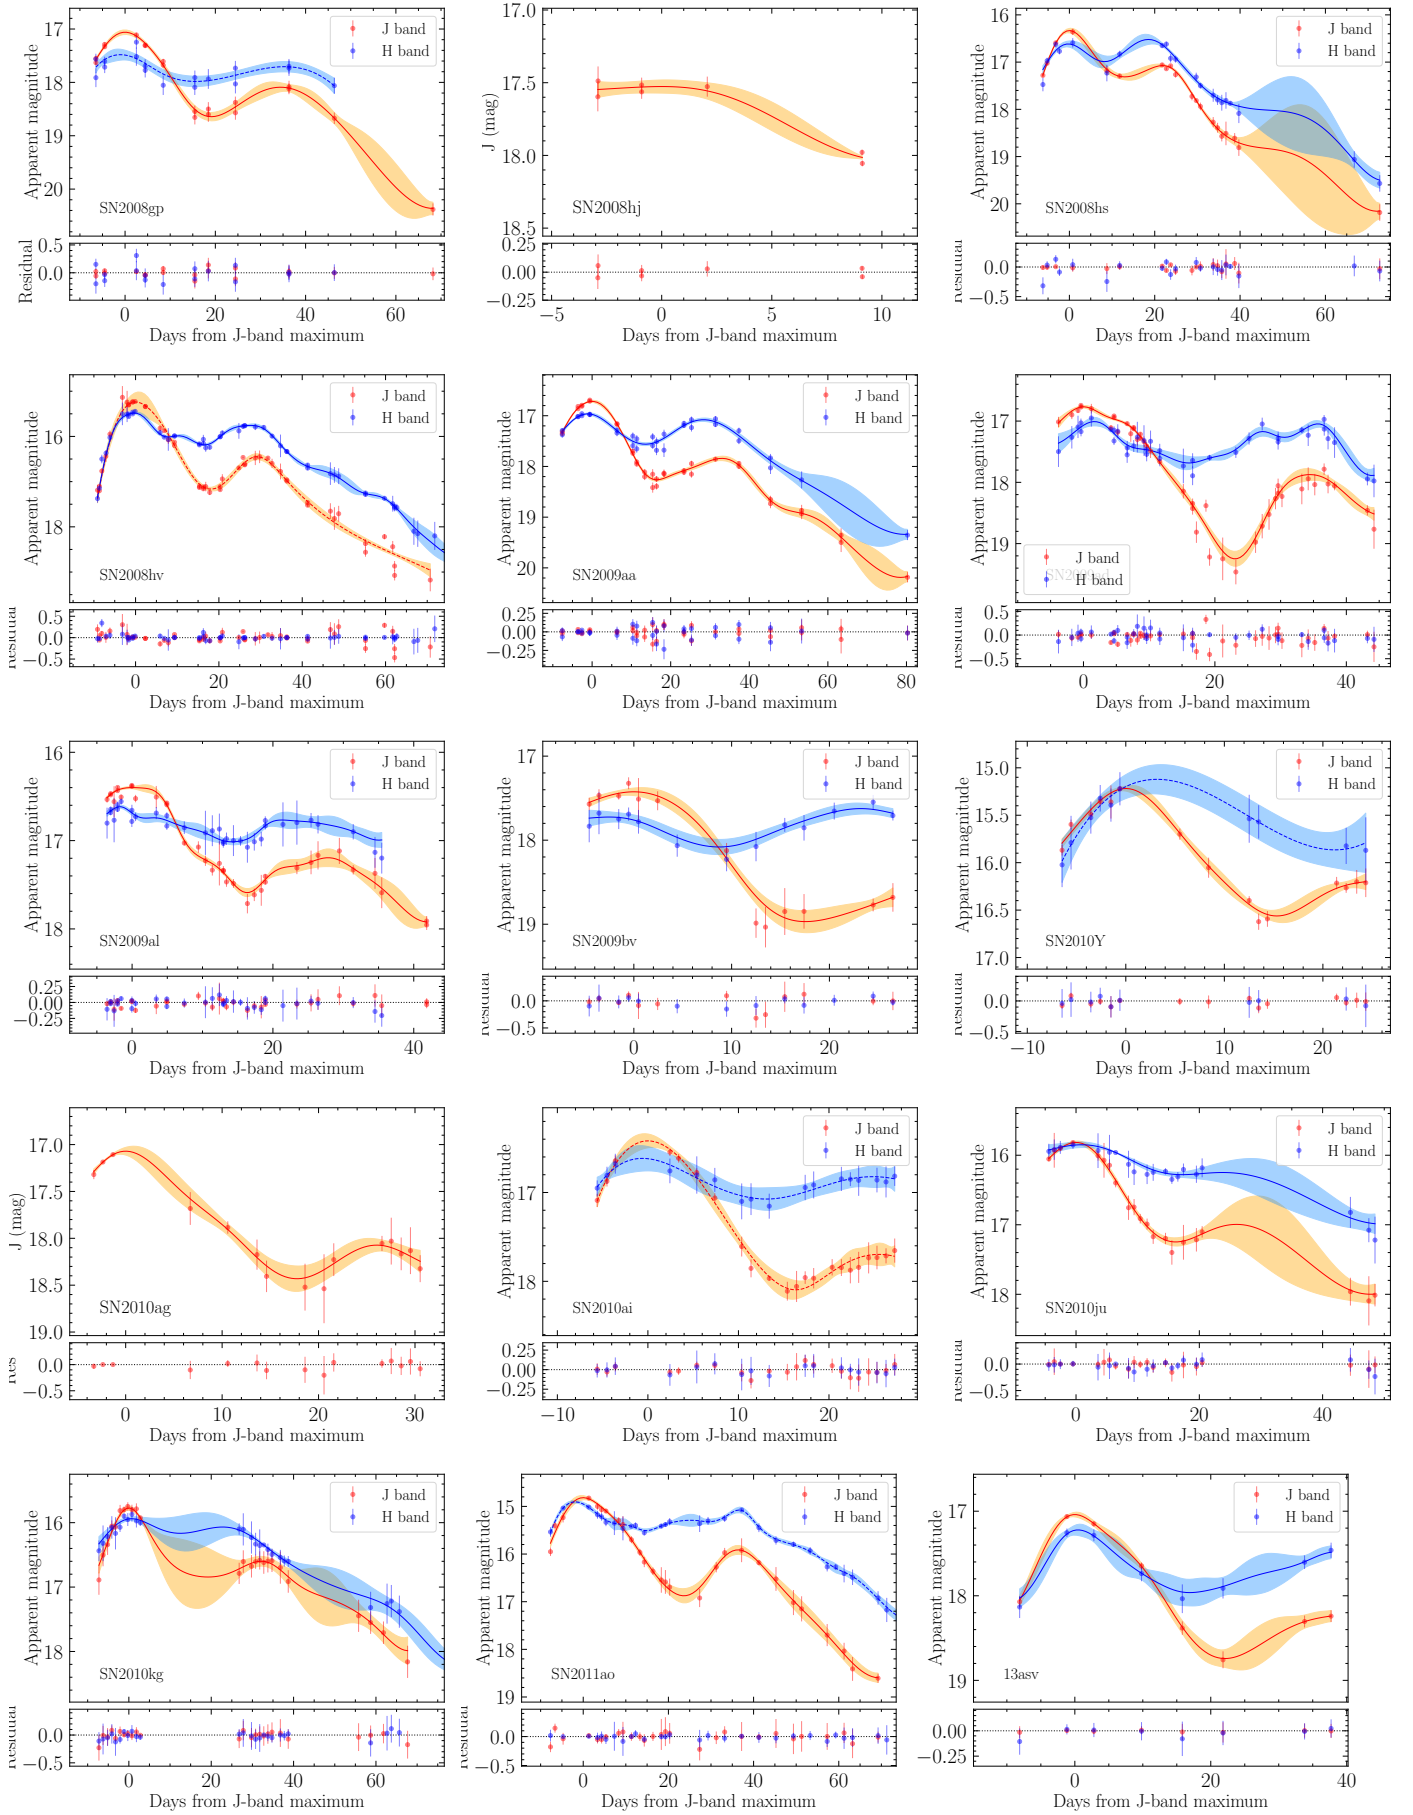 17
18
19
20
Apparent magnitude
J band
H band
SN2008gp
0.5
0.0
Residual
0 20 40 60
Days from J-band maximum
17.0
17.5
18.0
18.5
J (mag)
SN2008hj
0.25
0.00
−0.25
−5 0 5 10
Days from J-band maximum
16
17
18
19
20
Apparent magnitude
J band
H band
SN2008hs
0.0
−0.5
Residual
0 20 40 60
Days from J-band maximum
16
18
Apparent magnitude
J band
H band
SN2008hv
0.5
0.0
−0.5
Residual
0 20 40 60
Days from J-band maximum
17
18
19
20
Apparent magnitude
J band
H band
SN2009aa
0.25
0.00
−0.25
0 20 40 60 80
Days from J-band maximum
17
18
19
Apparent magnitude
J band
H band
0.5
0.0
−0.5
Residual
0 20 40
Days from J-band maximum
16
17
18
Apparent magnitude
J band
H band
SN2009al
0.25
0.00
−0.25
0 20 40
Days from J-band maximum
17
18
19
Apparent magnitude
J band
H band
SN2009bv
0.0
−0.5
Residual
0 10 20
Days from J-band maximum
15.0
15.5
16.0
16.5
17.0
Apparent magnitude
J band
H band
SN2010Y
0.0
−0.5
Residual
−10 0 10 20
Days from J-band maximum
17.0
17.5
18.0
18.5
19.0
J (mag)
SN2010ag
0.0
−0.5
Res
0 10 20 30
Days from J-band maximum
17
18
Apparent magnitude
J band
H band
SN2010ai
0.25
0.00
−0.25
−10 0 10 20
Days from J-band maximum
16
17
18
Apparent magnitude
J band
H band
SN2010ju
0.0
−0.5
Residual
0 20 40
Days from J-band maximum
16
17
18
Apparent magnitude
J band
H band
SN2010kg
0.0
−0.5
Residual
0 20 40 60
Days from J-band maximum
15
16
17
18
19
Apparent magnitude
J band
H band
SN2011ao
0.0
−0.5
Residual
0 20 40 60
Days from J-band maximum
17
18
19
Apparent magnitude
J band
H band
13asv
0.00
−0.25
0 20 40
Days from J-band maximum